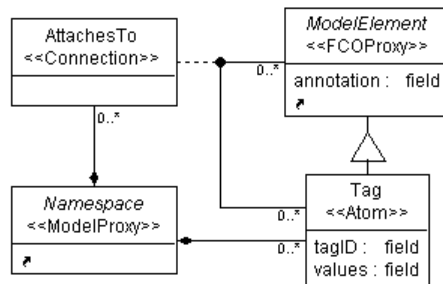 AttachesTo
<<Connection>>
0..*
ModelElement
<<FCOProxy>>
annotation : field
0..*
Namespace
<<ModelProxy>>
Tag
<<Atom>>
tagID : field
values : field
0..*
0..*